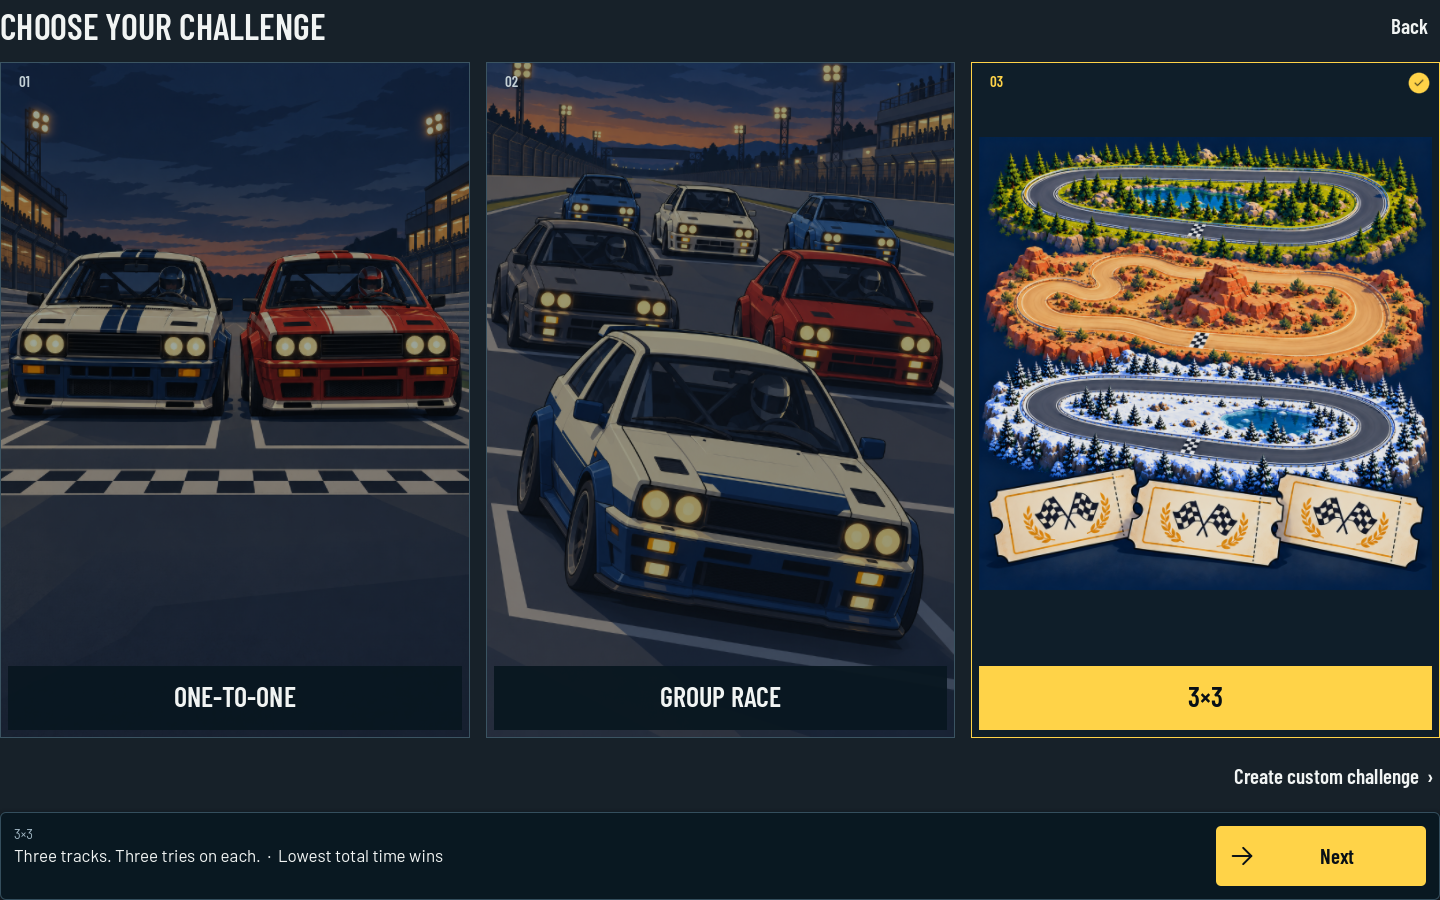 CHOOSE YOUR CHALLENGE
Back
01
02
03
ONE-TO-ONE
GROUP RACE
3×3
Create custom challenge ›
3×3
Three tracks. Three tries on each. · Lowest total time wins
Next